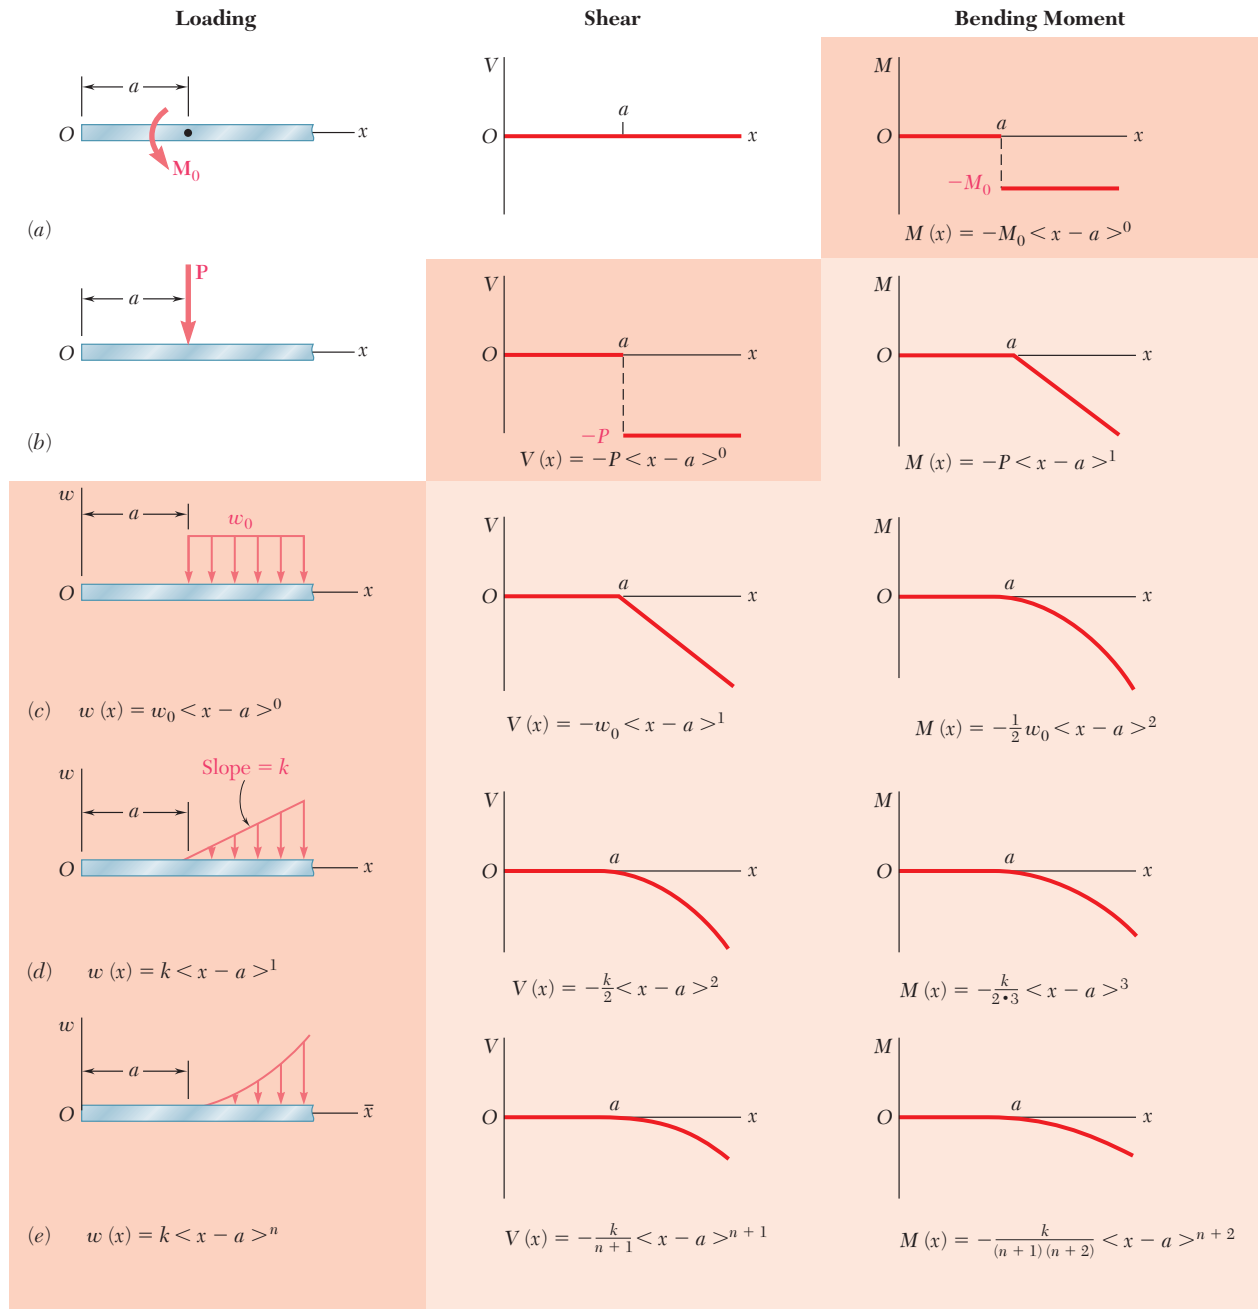 Loading Shear Bending Moment
a
O x
M₀
(a)
V
a
O x
M
a
O x
−M₀
M (x) = −M₀ < x − a >⁰
P
a
O x
(b)
V
a
O x
−P
V (x) = −P < x − a >⁰
M
a
O x
M (x) = −P < x − a >¹
w
a
w₀
O x
(c) w (x) = w₀ < x − a >⁰
V
a
O x
V (x) = −w₀ < x − a >¹
M
a
O x
M (x) = −½ w₀ < x − a >²
w
Slope = k
a
O x
(d) w (x) = k < x − a >¹
V
a
O x
V (x) = −k/2 < x − a >²
M
a
O x
M (x) = −k/2•3 < x − a >³
w
a
O x̄
(e) w (x) = k < x − a >ⁿ
V
a
O x
V (x) = −k/n + 1 < x − a >ⁿ ⁺ ¹
M
a
O x
M (x) = −k/(n + 1) (n + 2) < x − a >ⁿ ⁺ ²